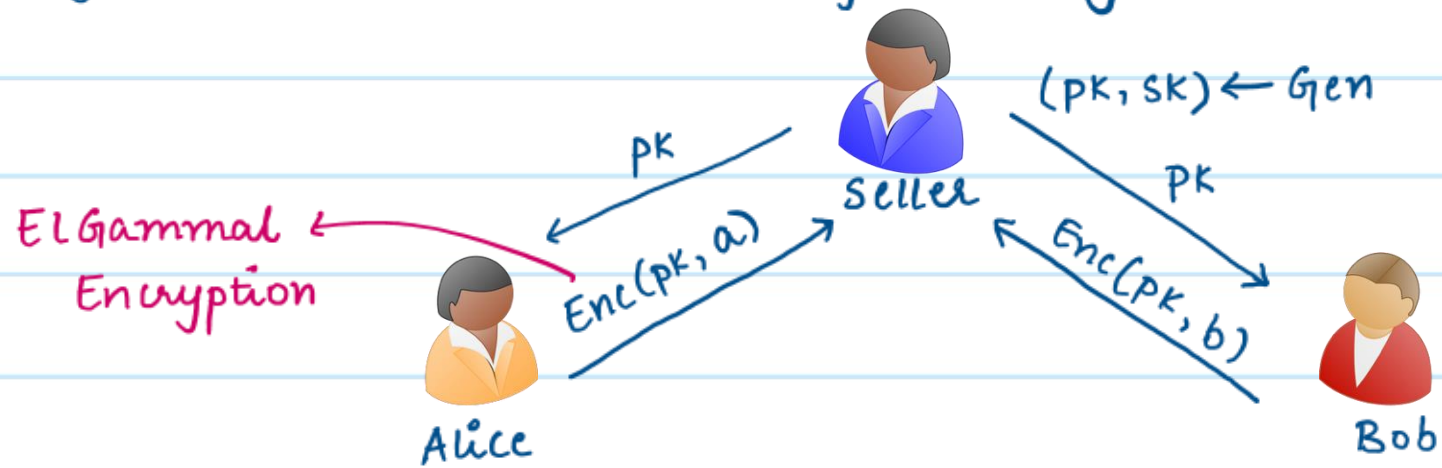 (pk, sk) ← Gen
pk
pk
Seller
ElGammal
Encryption
Enc(pk, a)
Enc(pk, b)
Alice
Bob